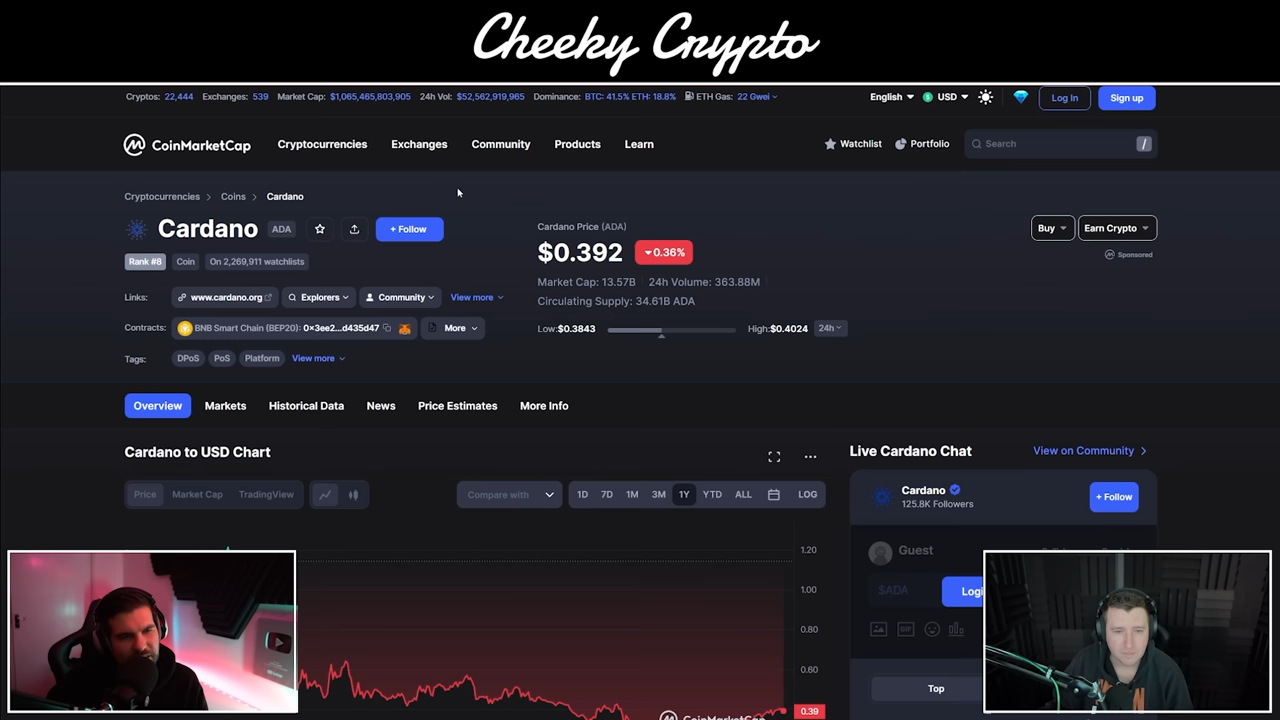 Cheeky Crypto
Cryptos: 22,444 Exchanges: 539 Market Cap: $1,065,465,803,905 24h Vol: $52,562,919,965 Dominance: BTC: 41.5% ETH: 18.8% ETH Gas: 22 Gwei English USD Log In Sign up
CoinMarketCap Cryptocurrencies Exchanges Community Products Learn Watchlist Portfolio Search /
Cryptocurrencies > Coins > Cardano
Cardano ADA + Follow
Rank #8 Coin On 2,269,911 watchlists
Links: www.cardano.org Explorers Community View more
Contracts: BNB Smart Chain (BEP20): 0x3ee2...d435d47 More
Tags: DPoS PoS Platform View more
Cardano Price (ADA)
$0.392 0.36%
Market Cap: 13.57B 24h Volume: 363.88M
Circulating Supply: 34.61B ADA
Low:$0.3843 High:$0.4024 24h
Buy Earn Crypto
Sponsored
Overview Markets Historical Data News Price Estimates More Info
Cardano to USD Chart
Price Market Cap TradingView Compare with 1D 7D 1M 3M 1Y YTD ALL LOG
1.20
1.00
0.80
0.60
0.39
CoinMarketCap
Live Cardano Chat View on Community
Cardano
125.8K Followers
+ Follow
Guest
$ADA
Logi
Top